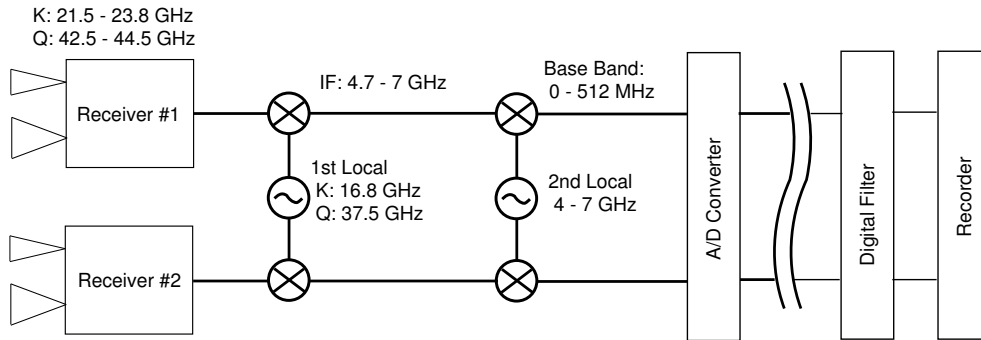 K: 21.5 - 23.8 GHz
Q: 42.5 - 44.5 GHz
Receiver #1
IF: 4.7 - 7 GHz
Base Band:
0 - 512 MHz
1st Local
K: 16.8 GHz
Q: 37.5 GHz
2nd Local
4 - 7 GHz
Receiver #2
A/D Converter
Digital Filter
Recorder